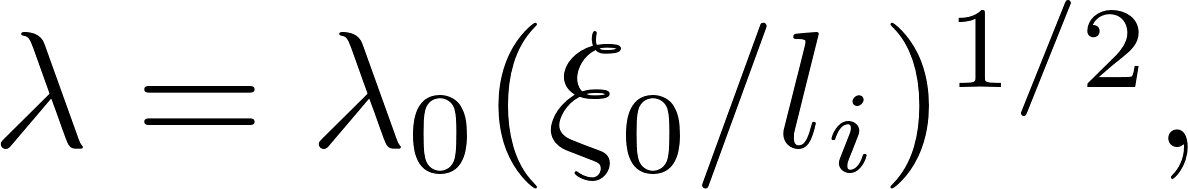 λ = λ₀(ξ₀/lᵢ)^{1/2},